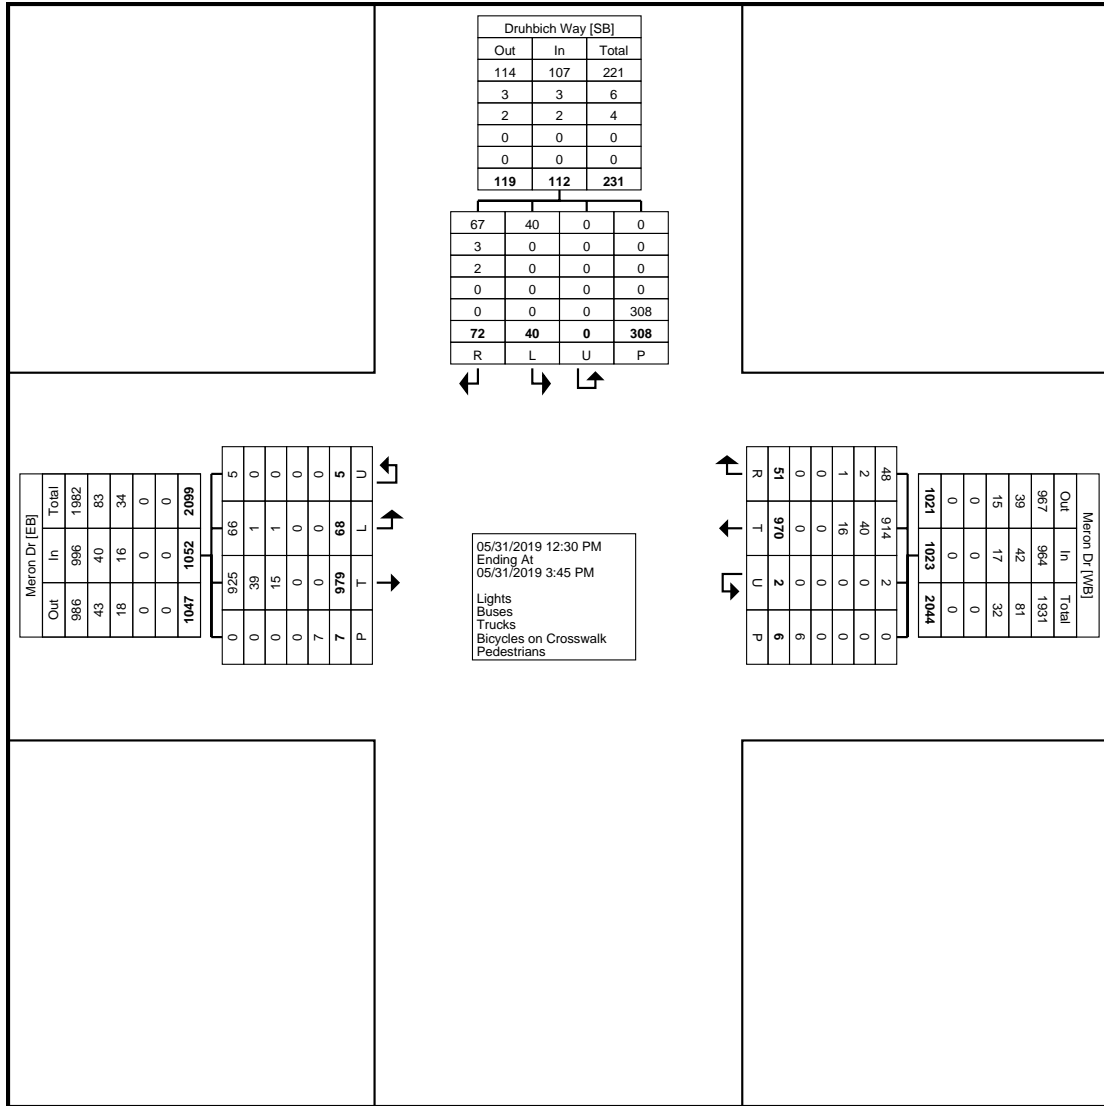 Druhbich Way [SB]
Out In Total
114 107 221
3 3 6
2 2 4
0 0 0
0 0 0
119 112 231
67 40 0 0
3 0 0 0
2 0 0 0
0 0 0 0
0 0 0 308
72 40 0 308
R L U P
Meron Dr [EB]
Total In Out
1982 996 986
83 40 43
34 16 18
0 0 0
0 0 0
2099 1052 1047
5 66 925 0
0 1 39 0
0 1 15 0
0 0 0 0
0 0 0 7
5 68 979 7
U L T P
05/31/2019 12:30 PM
Ending At
05/31/2019 3:45 PM
Lights
Buses
Trucks
Bicycles on Crosswalk
Pedestrians
Meron Dr [WB]
Out In Total
967 964 1931
39 42 81
15 17 32
0 0 0
0 0 0
1021 1023 2044
48 914 2 0
2 40 0 0
1 16 0 0
0 0 0 0
0 0 0 6
51 970 2 6
R T U P